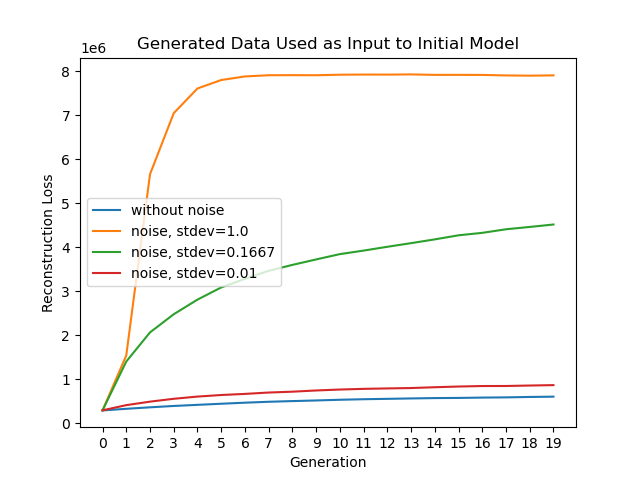 Generated Data Used as Input to Initial Model
1e6
8
7
6
5
4
3
2
1
0
Reconstruction Loss
without noise
noise, stdev=1.0
noise, stdev=0.1667
noise, stdev=0.01
0 1 2 3 4 5 6 7 8 9 10 11 12 13 14 15 16 17 18 19
Generation